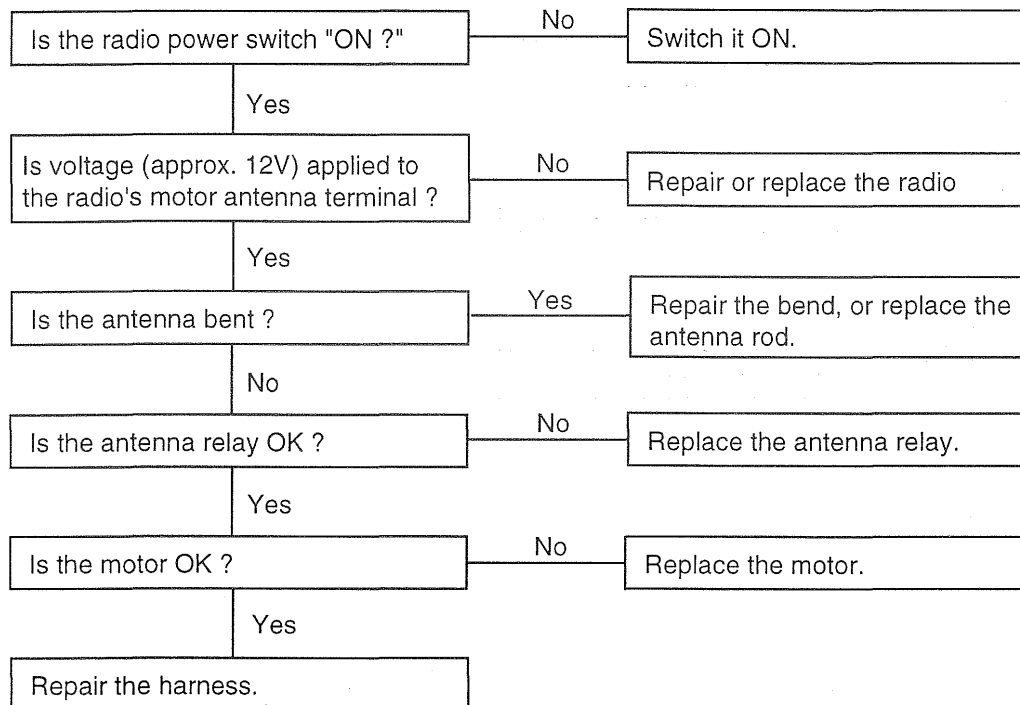 Is the radio power switch "ON ?"
No
Switch it ON.
Yes
Is voltage (approx. 12V) applied to
the radio's motor antenna terminal ?
No
Repair or replace the radio
Yes
Is the antenna bent ?
Yes
Repair the bend, or replace the
antenna rod.
No
Is the antenna relay OK ?
No
Replace the antenna relay.
Yes
Is the motor OK ?
No
Replace the motor.
Yes
Repair the harness.